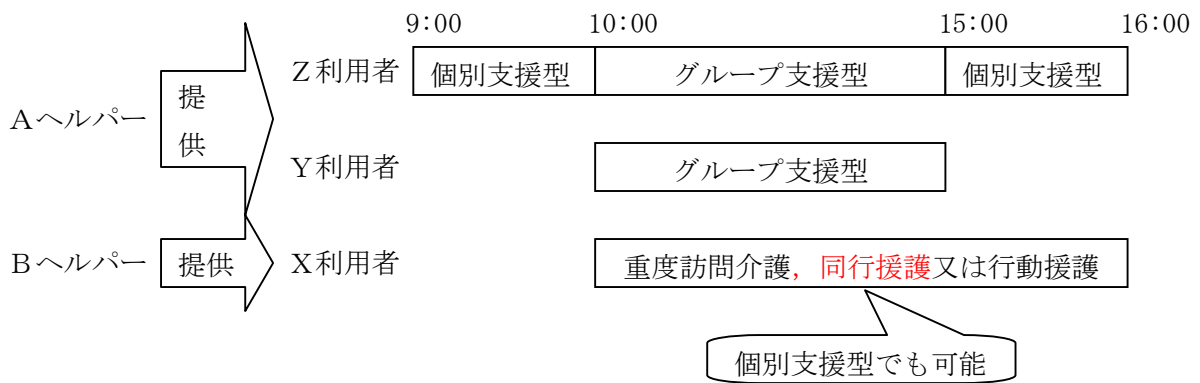 9:00 10:00 15:00 16:00
Z利用者 個別支援型 グループ支援型 個別支援型
Aヘルパー 提供
Y利用者 グループ支援型
Bヘルパー 提供 X利用者 重度訪問介護，同行援護又は行動援護
個別支援型でも可能